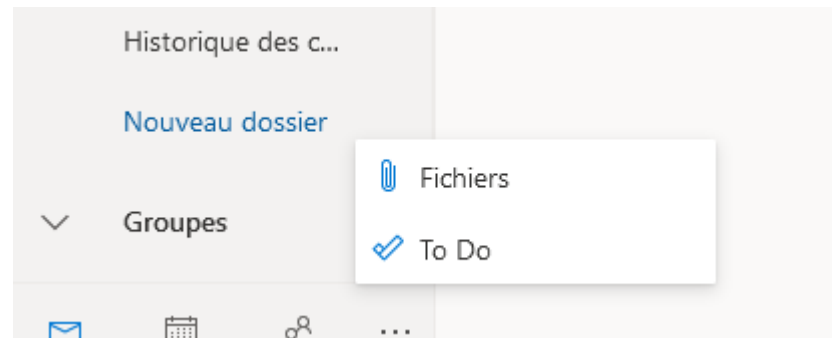 Historique des c...
Nouveau dossier
Fichiers
Groupes
To Do